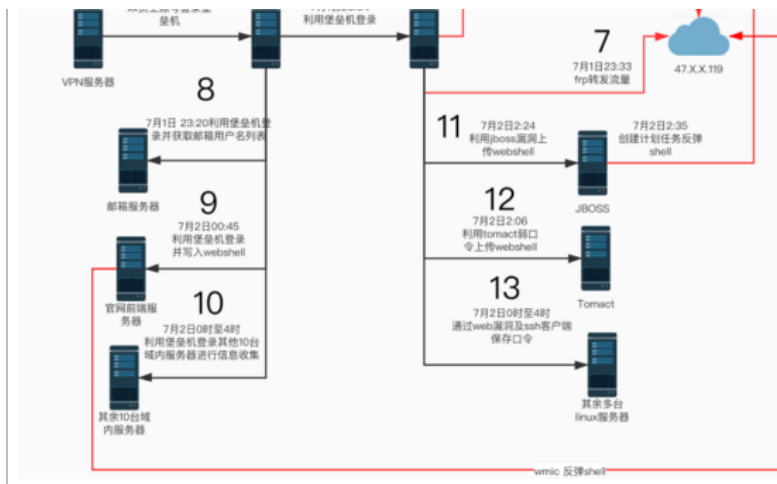 垒机
利用堡垒机登录
VPN服务器
7
7月1日23:33
frp转发流量
47.X.X.119
8
7月1日 23:20利用堡垒机登
录并获取邮箱用户名列表
邮箱服务器
11
7月2日2:24
利用jboss漏洞上
传webshell
7月2日2:35
创建计划任务反弹
shell
JBOSS
9
7月2日00:45
利用堡垒机登录
并写入webshell
官网前端服
务器
12
7月2日2:06
利用tomact弱口
令上传webshell
Tomact
10
7月2日0时至4时
利用堡垒机登录其他10台
域内服务器进行信息收集
其余10台域
内服务器
13
7月2日0时至4时
通过web漏洞及ssh客户端
保存口令
其余多台
linux服务器
wmic 反弹shell